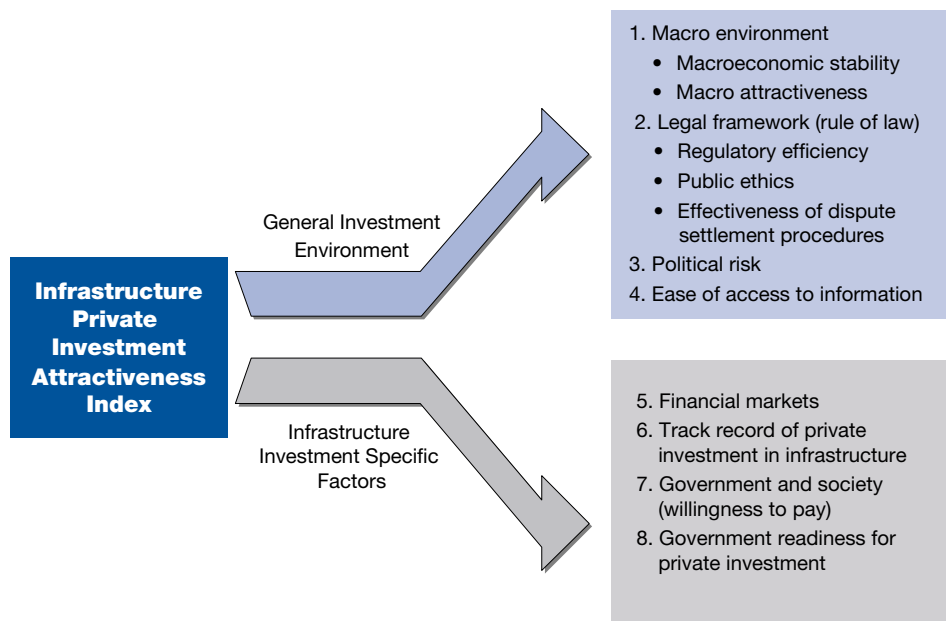 Infrastructure
Private
Investment
Attractiveness
Index
General Investment
Environment
1. Macro environment
• Macroeconomic stability
• Macro attractiveness
2. Legal framework (rule of law)
• Regulatory efficiency
• Public ethics
• Effectiveness of dispute
settlement procedures
3. Political risk
4. Ease of access to information
Infrastructure
Investment Specific
Factors
5. Financial markets
6. Track record of private
investment in infrastructure
7. Government and society
(willingness to pay)
8. Government readiness for
private investment